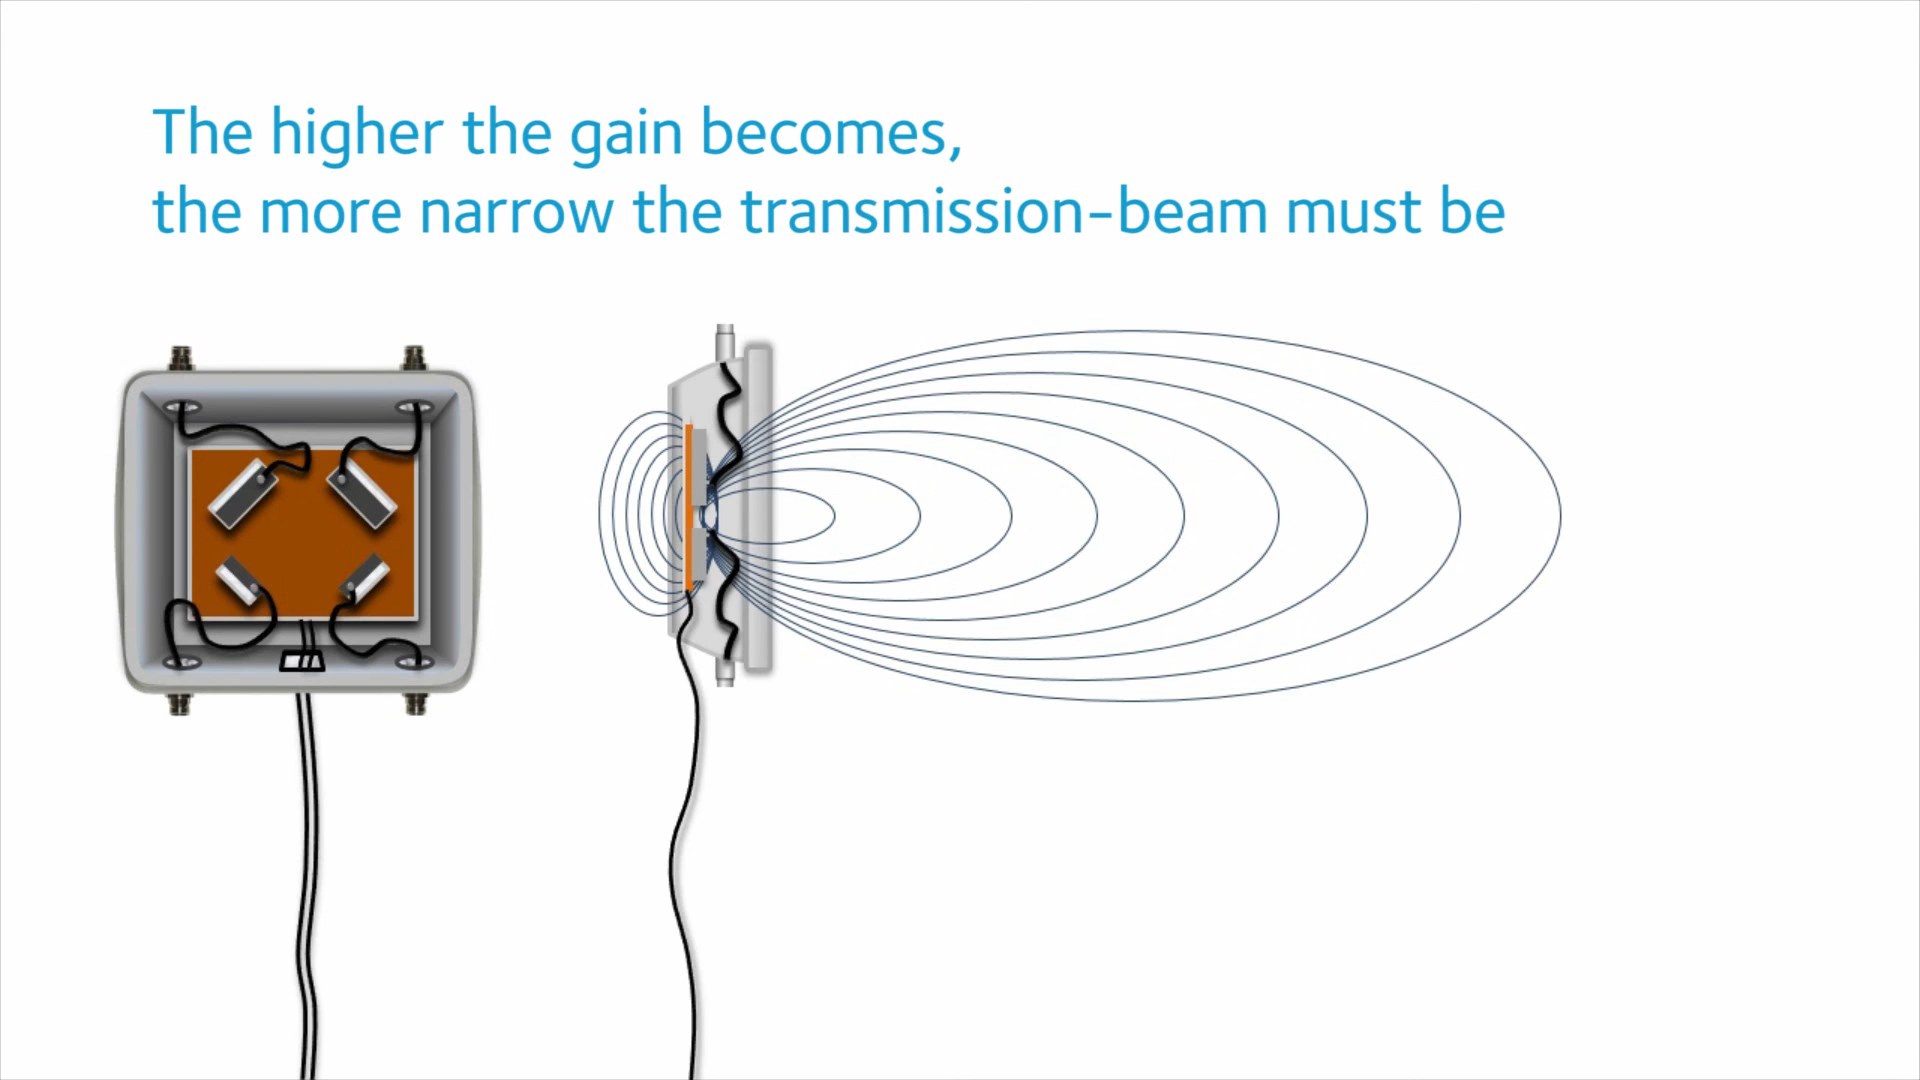 The higher the gain becomes,
the more narrow the transmission-beam must be